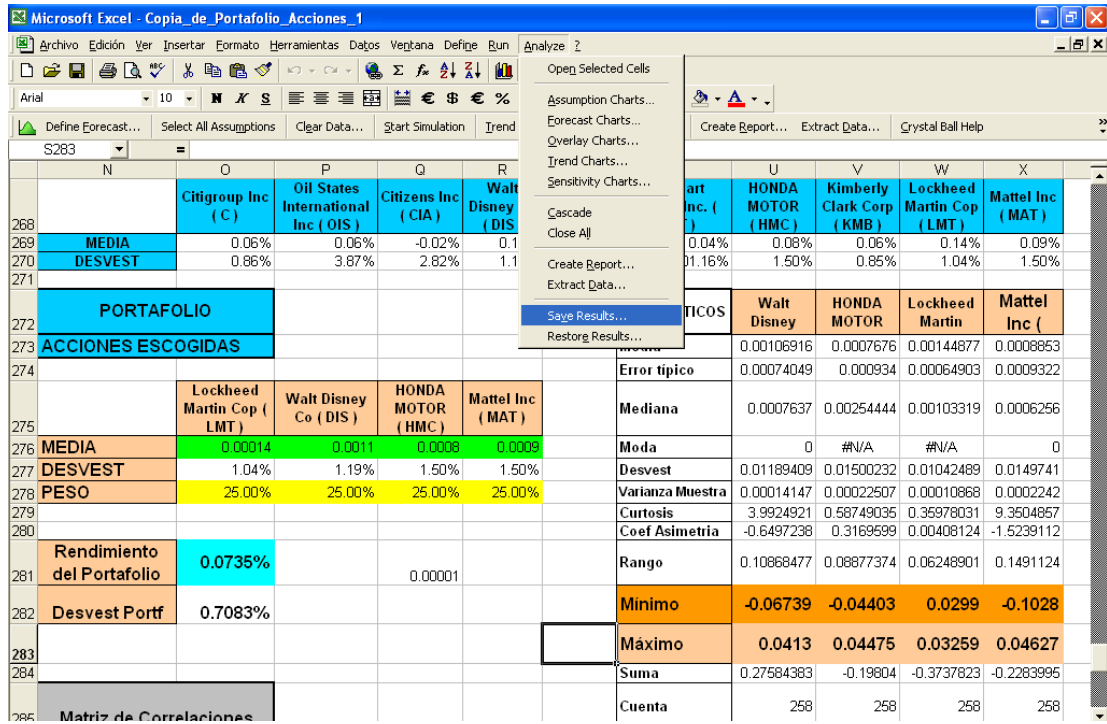 Microsoft Excel - Copia_de_Portafolio_Acciones_1
Archivo Edición Ver Insertar Formato Herramientas Datos Ventana Define Run Analyze ?
Arial 10 N K S € $ € %
Define Forecast... Select All Assumptions Clear Data... Start Simulation Trend Create Report... Extract Data... Crystal Ball Help
S283 =
Open Selected Cells
Assumption Charts...
Forecast Charts...
Overlay Charts...
Trend Charts...
Sensitivity Charts...
Cascade
Close All
Create Report...
Extract Data...
Save Results...
Restore Results...
N O P Q R U V W X
268 Citigroup Inc ( C ) Oil States International Inc ( OIS ) Citizens Inc ( CIA ) Walt Disney ( DIS art Inc. ( ) HONDA MOTOR ( HMC ) Kimberly Clark Corp ( KMB ) Lockheed Martin Cop ( LMT ) Mattel Inc ( MAT )
269 MEDIA 0.06% 0.06% -0.02% 0.1 0.04% 0.08% 0.06% 0.14% 0.09%
270 DESVEST 0.86% 3.87% 2.82% 1.1 1.16% 1.50% 0.85% 1.04% 1.50%
271
272 PORTAFOLIO TICOS Walt Disney HONDA MOTOR Lockheed Martin Mattel Inc (
273 ACCIONES ESCOGIDAS 0.00106916 0.0007676 0.00144877 0.0008853
274 Error típico 0.00074049 0.000934 0.00064903 0.0009322
275 Lockheed Martin Cop ( LMT ) Walt Disney Co ( DIS ) HONDA MOTOR ( HMC ) Mattel Inc ( MAT ) Mediana 0.0007637 0.00254444 0.00103319 0.0006256
276 MEDIA 0.00014 0.0011 0.0008 0.0009 Moda 0 #N/A #N/A 0
277 DESVEST 1.04% 1.19% 1.50% 1.50% Desvest 0.01189409 0.01500232 0.01042489 0.0149741
278 PESO 25.00% 25.00% 25.00% 25.00% Varianza Muestra 0.00014147 0.00022507 0.00010868 0.0002242
279 Curtosis 3.9924921 0.58749035 0.35978031 9.3504857
280 Coef Asimetria -0.6497238 0.3169599 0.00408124 -1.5239112
281 Rendimiento del Portafolio 0.0735% 0.00001 Rango 0.10868477 0.08877374 0.06248901 0.1491124
282 Desvest Portf 0.7083% Mínimo -0.06739 -0.04403 0.0299 -0.1028
283 Máximo 0.0413 0.04475 0.03259 0.04627
284 Suma 0.27584383 -0.19804 -0.3737823 -0.2283995
285 Matriz de Correlaciones Cuenta 258 258 258 258